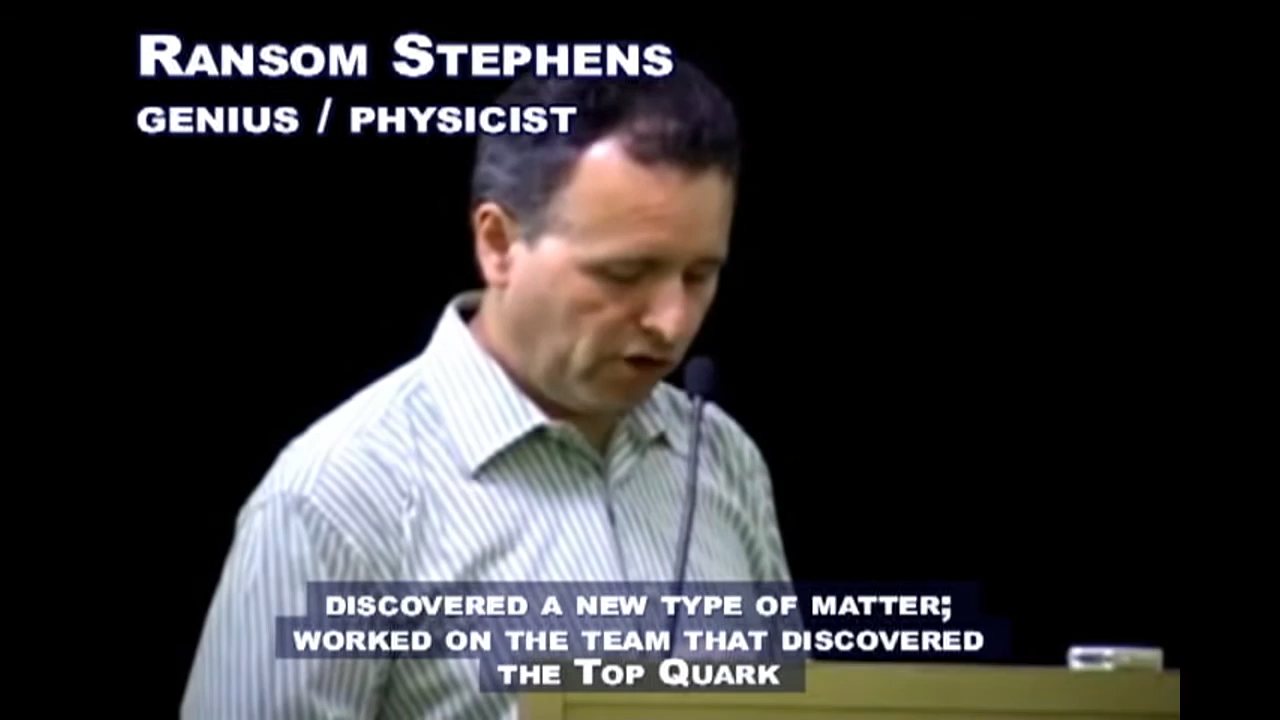 Ransom Stephens
genius / physicist
discovered a new type of matter;
worked on the team that discovered
the Top Quark